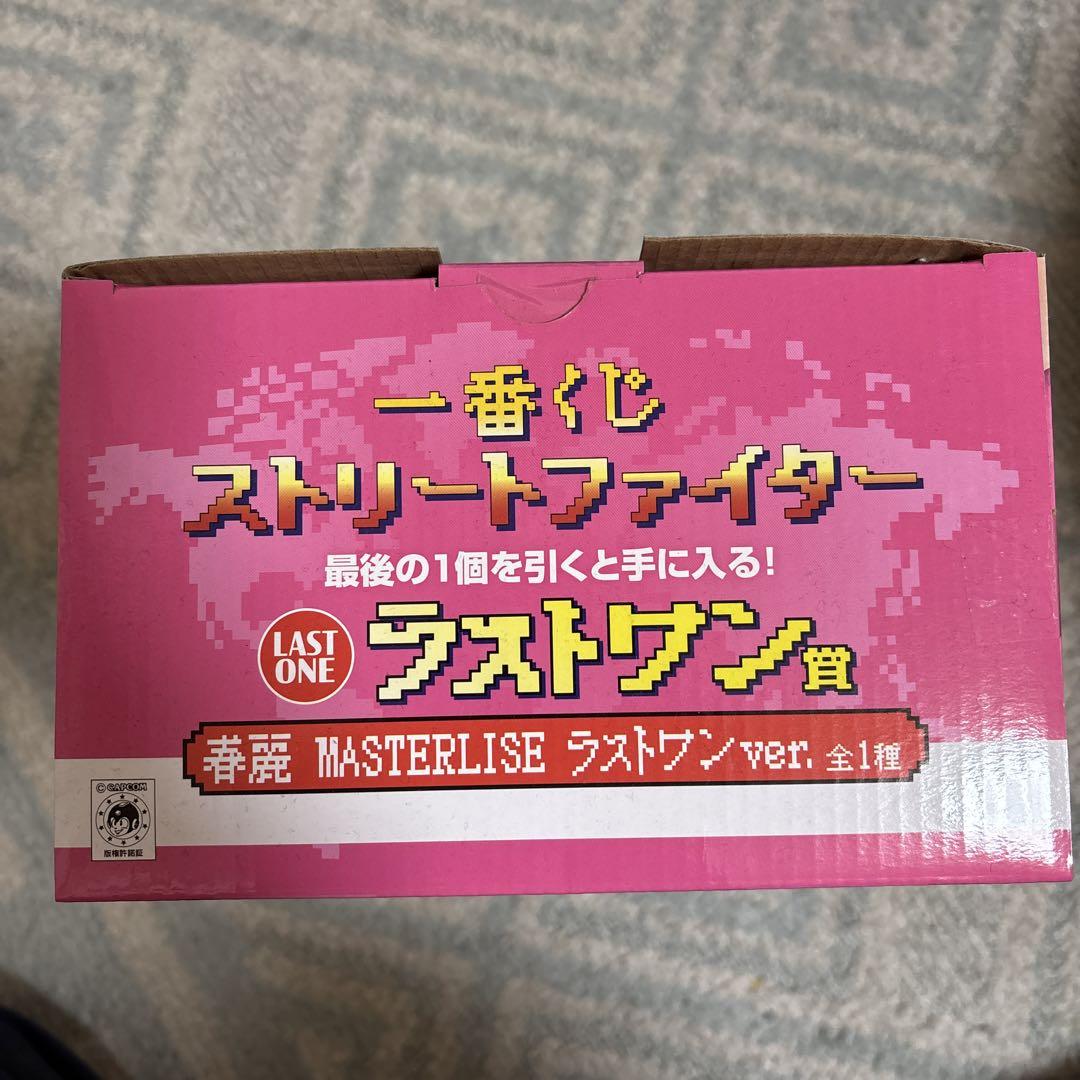 一番くじ
ストリートファイター
最後の1個を引くと手に入る!
LAST
ONE
ラストワン賞
春麗 MASTERLISE ラストワンver. 全1種
©CAPCOM
版権許諾証